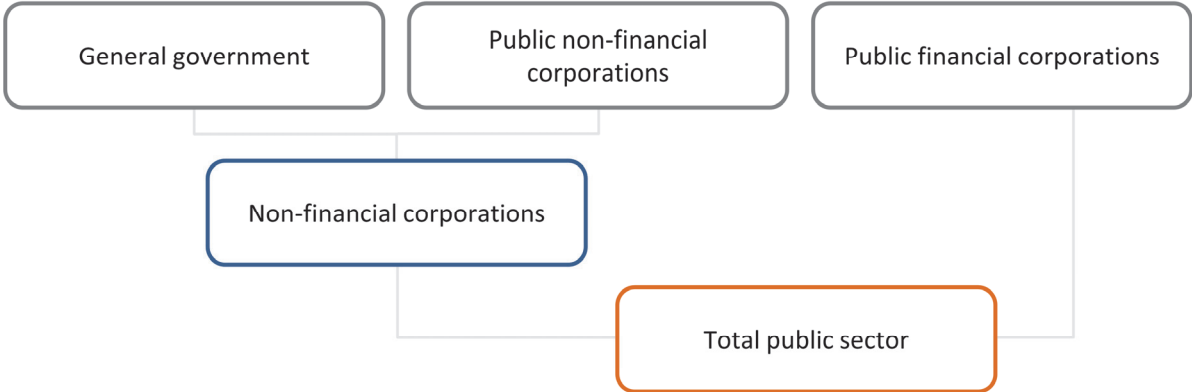 General government
Public non-financial
corporations
Public financial corporations
Non-financial corporations
Total public sector